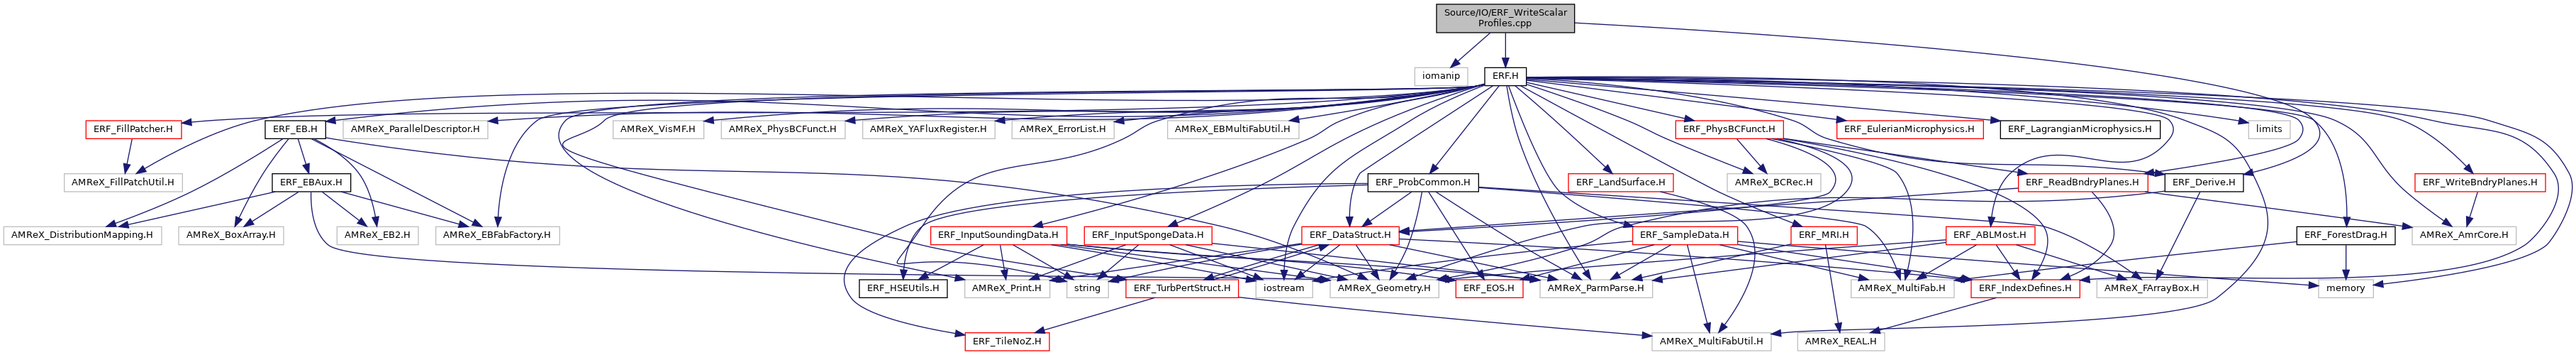 Source/IO/ERF_WriteScalar
Profiles.cpp
iomanip
ERF.H
ERF_FillPatcher.H
ERF_EB.H
AMReX_ParallelDescriptor.H
AMReX_VisMF.H
AMReX_PhysBCFunct.H
AMReX_YAFluxRegister.H
AMReX_ErrorList.H
AMReX_EBMultiFabUtil.H
ERF_PhysBCFunct.H
ERF_EulerianMicrophysics.H
ERF_LagrangianMicrophysics.H
limits
AMReX_FillPatchUtil.H
ERF_EBAux.H
ERF_ProbCommon.H
ERF_LandSurface.H
AMReX_BCRec.H
ERF_ReadBndryPlanes.H
ERF_Derive.H
ERF_WriteBndryPlanes.H
AMReX_DistributionMapping.H
AMReX_BoxArray.H
AMReX_EB2.H
AMReX_EBFabFactory.H
ERF_InputSoundingData.H
ERF_InputSpongeData.H
ERF_DataStruct.H
ERF_SampleData.H
ERF_MRI.H
ERF_ABLMost.H
ERF_ForestDrag.H
AMReX_AmrCore.H
ERF_HSEUtils.H
AMReX_Print.H
string
ERF_TurbPertStruct.H
iostream
AMReX_Geometry.H
ERF_EOS.H
AMReX_ParmParse.H
AMReX_MultiFab.H
ERF_IndexDefines.H
AMReX_FArrayBox.H
memory
ERF_TileNoZ.H
AMReX_MultiFabUtil.H
AMReX_REAL.H